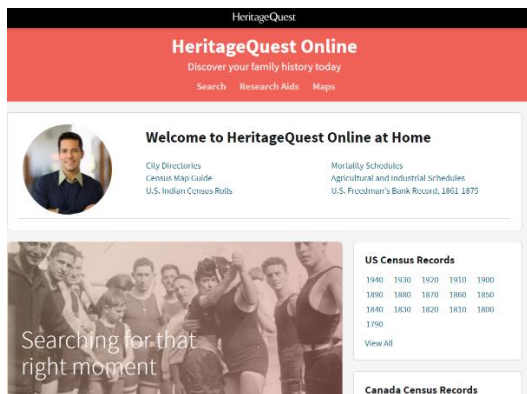 HeritageQuest
HeritageQuest Online
Discover your family history today
Search Research Aids Maps
Welcome to HeritageQuest Online at Home
City Directories
Census Map Guide
U.S. Indian Census Rolls
Mortality Schedules
Agricultural and Industrial Schedules
U.S. Freedman's Bank Record, 1861-1875
Searching for that
right moment
US Census Records
1940 1930 1920 1910 1900
1890 1880 1870 1860 1850
1840 1830 1820 1810 1800
1790
View All
Canada Census Records